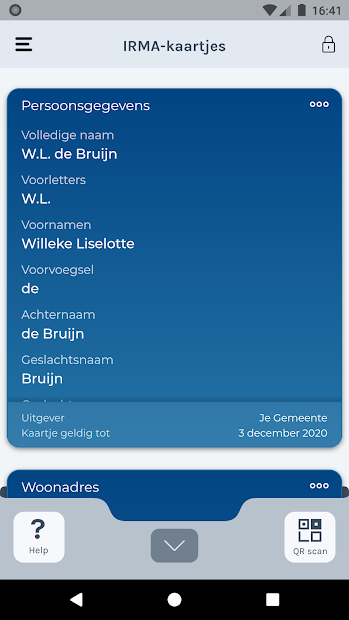 16:41
IRMA-kaartjes
Persoonsgegevens
Volledige naam
W.L. de Bruijn
Voorletters
W.L.
Voornamen
Willeke Liselotte
Voorvoegsel
de
Achternaam
de Bruijn
Geslachtsnaam
Bruijn
Uitgever Je Gemeente
Kaartje geldig tot 3 december 2020
Woonadres
?
Help
QR scan